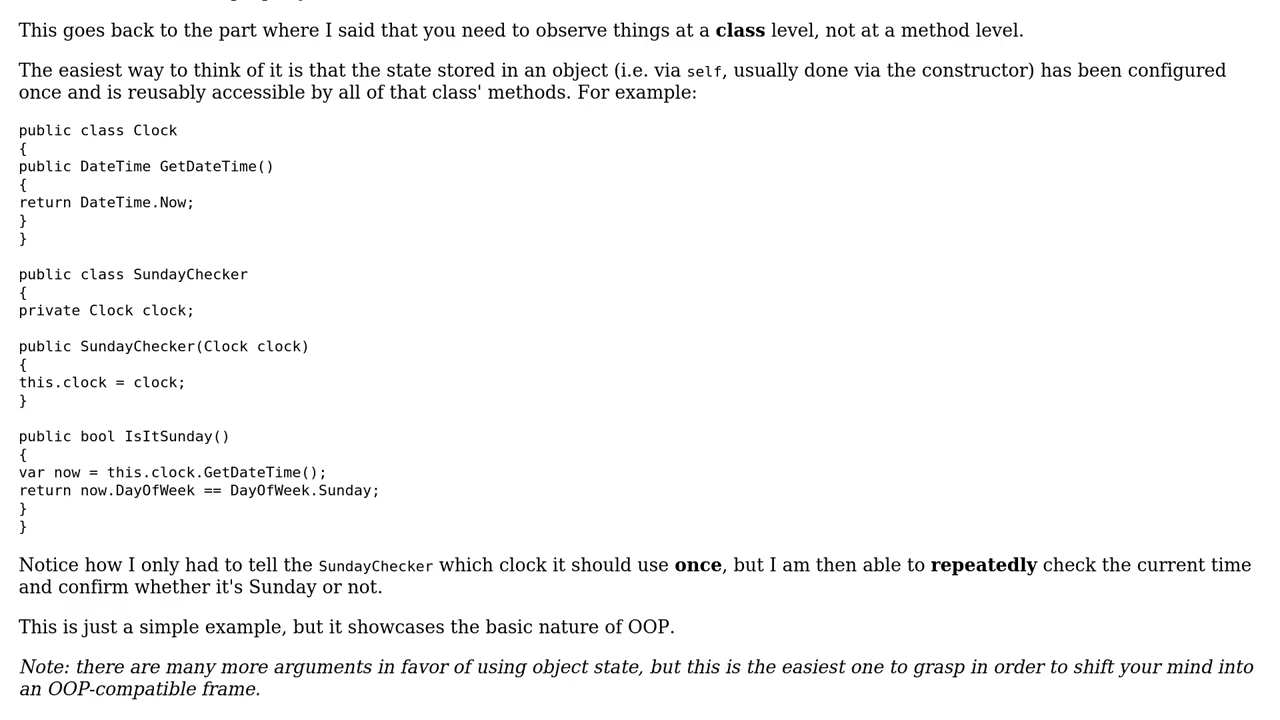 This goes back to the part where I said that you need to observe things at a class level, not at a method level.
The easiest way to think of it is that the state stored in an object (i.e. via self, usually done via the constructor) has been configured
once and is reusably accessible by all of that class' methods. For example:
public class Clock
{
public DateTime GetDateTime()
{
return DateTime.Now;
}
}
public class SundayChecker
{
private Clock clock;
public SundayChecker(Clock clock)
{
this.clock = clock;
}
public bool IsItSunday()
{
var now = this.clock.GetDateTime();
return now.DayOfWeek == DayOfWeek.Sunday;
}
}
Notice how I only had to tell the SundayChecker which clock it should use once, but I am then able to repeatedly check the current time
and confirm whether it's Sunday or not.
This is just a simple example, but it showcases the basic nature of OOP.
Note: there are many more arguments in favor of using object state, but this is the easiest one to grasp in order to shift your mind into
an OOP-compatible frame.